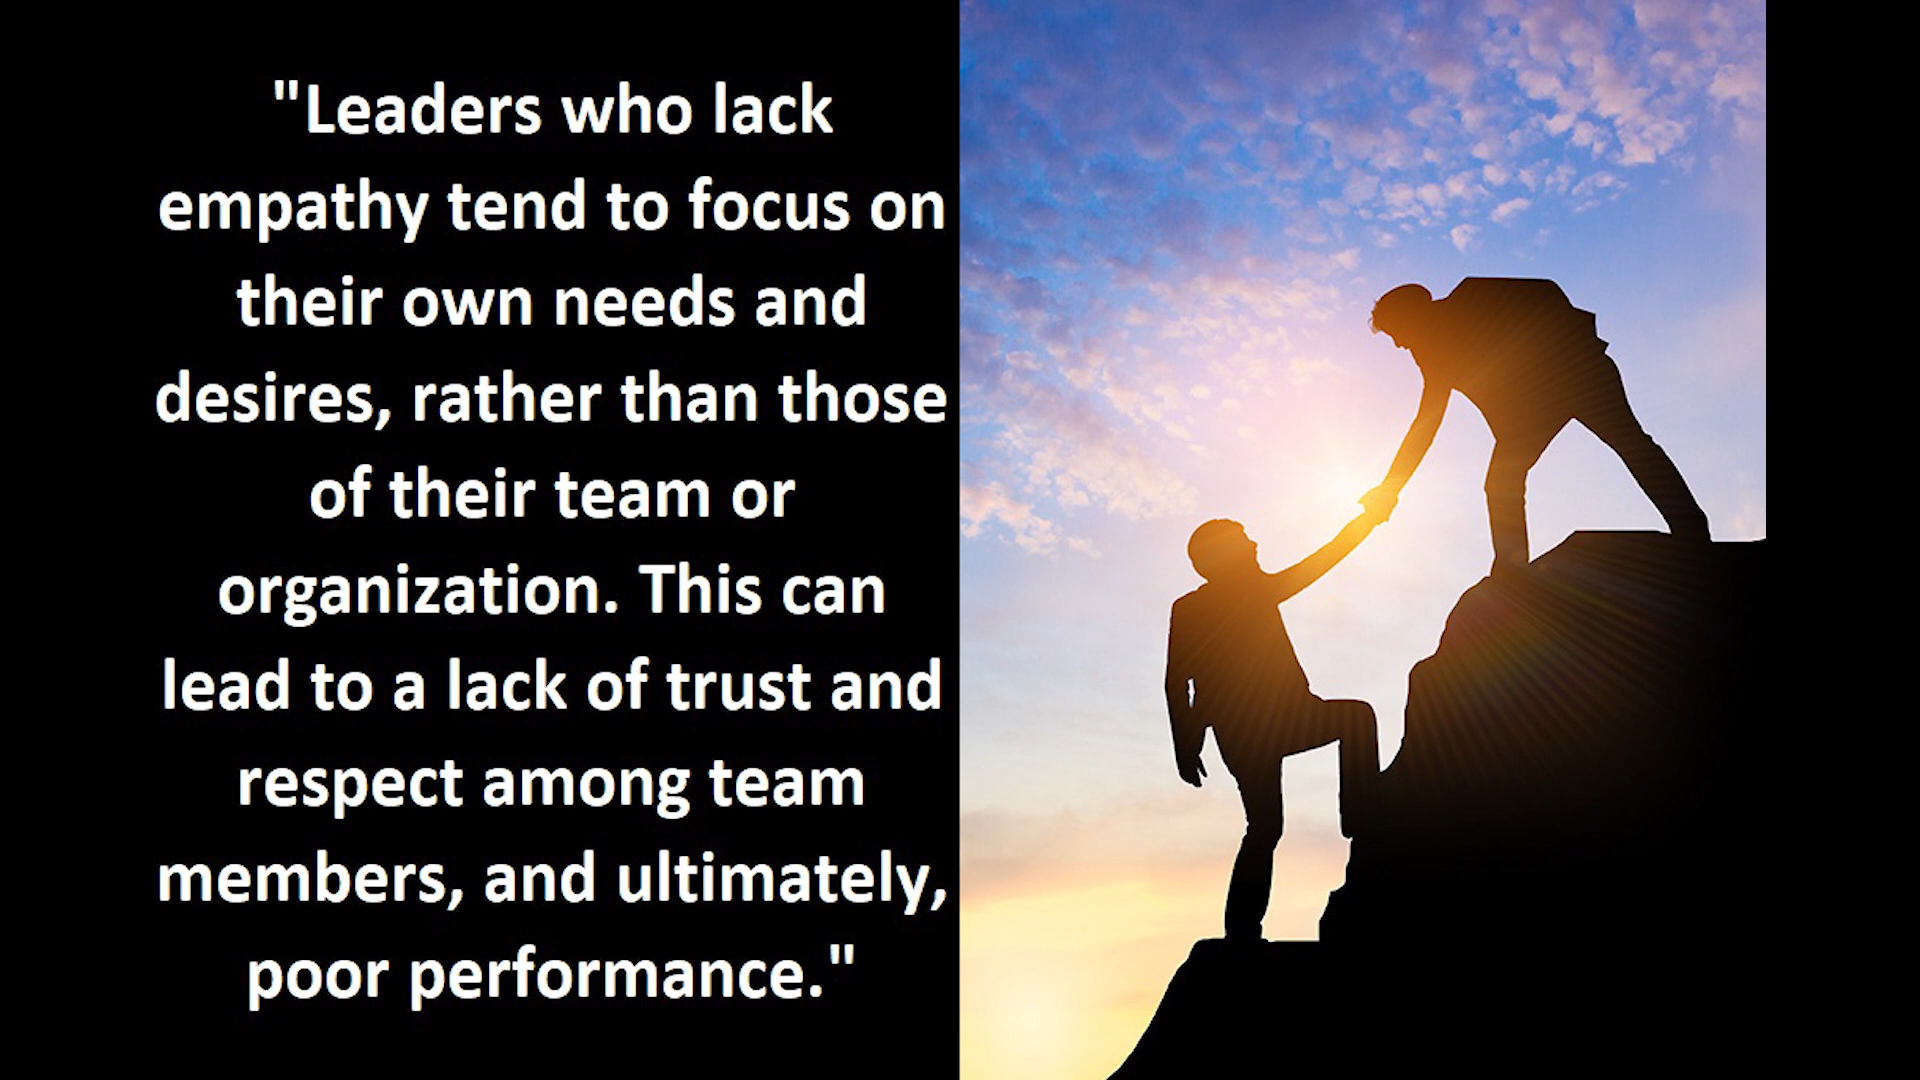 "Leaders who lack
empathy tend to focus on
their own needs and
desires, rather than those
of their team or
organization. This can
lead to a lack of trust and
respect among team
members, and ultimately,
poor performance."